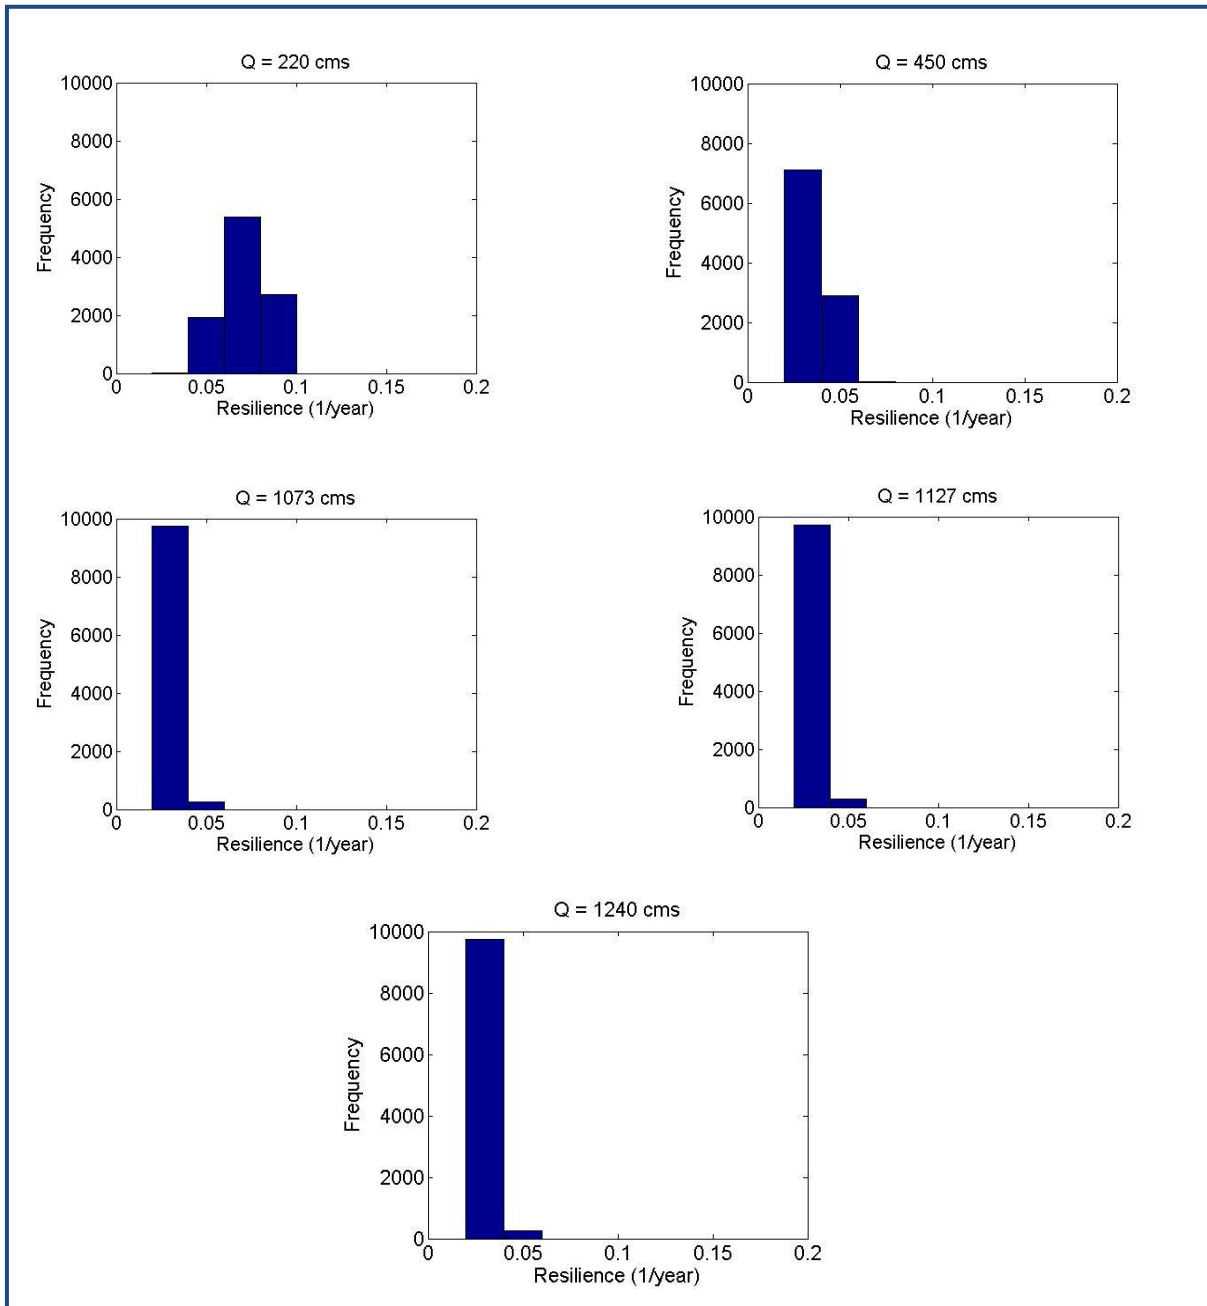 Q = 220 cms
10000
8000
6000
4000
2000
0
Frequency
0 0.05 0.1 0.15 0.2
Resilience (1/year)
Q = 450 cms
10000
8000
6000
4000
2000
0
Frequency
0 0.05 0.1 0.15 0.2
Resilience (1/year)
Q = 1073 cms
10000
8000
6000
4000
2000
0
Frequency
0 0.05 0.1 0.15 0.2
Resilience (1/year)
Q = 1127 cms
10000
8000
6000
4000
2000
0
Frequency
0 0.05 0.1 0.15 0.2
Resilience (1/year)
Q = 1240 cms
10000
8000
6000
4000
2000
0
Frequency
0 0.05 0.1 0.15 0.2
Resilience (1/year)